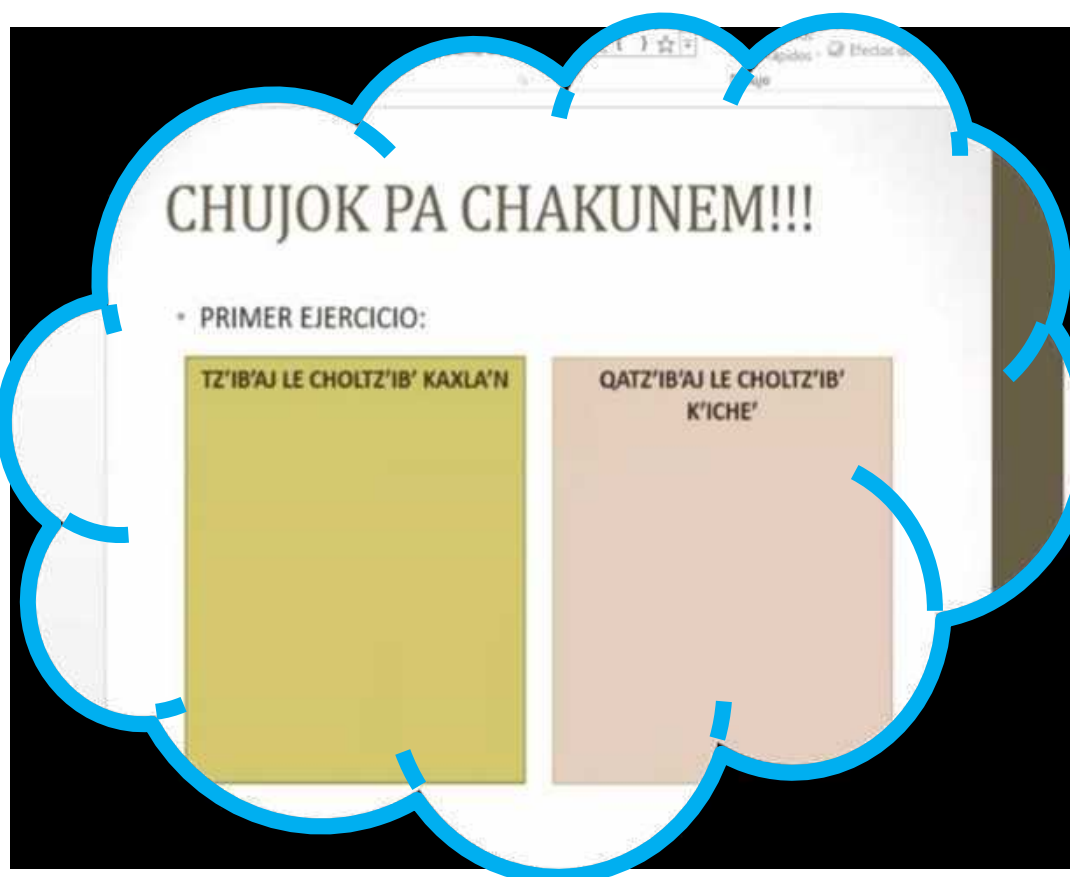 Efectos
CHUJOK PA CHAKUNEM!!!
• PRIMER EJERCICIO:
TZ'IB'AJ LE CHOLTZ'IB' KAXLA'N
QATZ'IB'AJ LE CHOLTZ'IB'
K'ICHE'